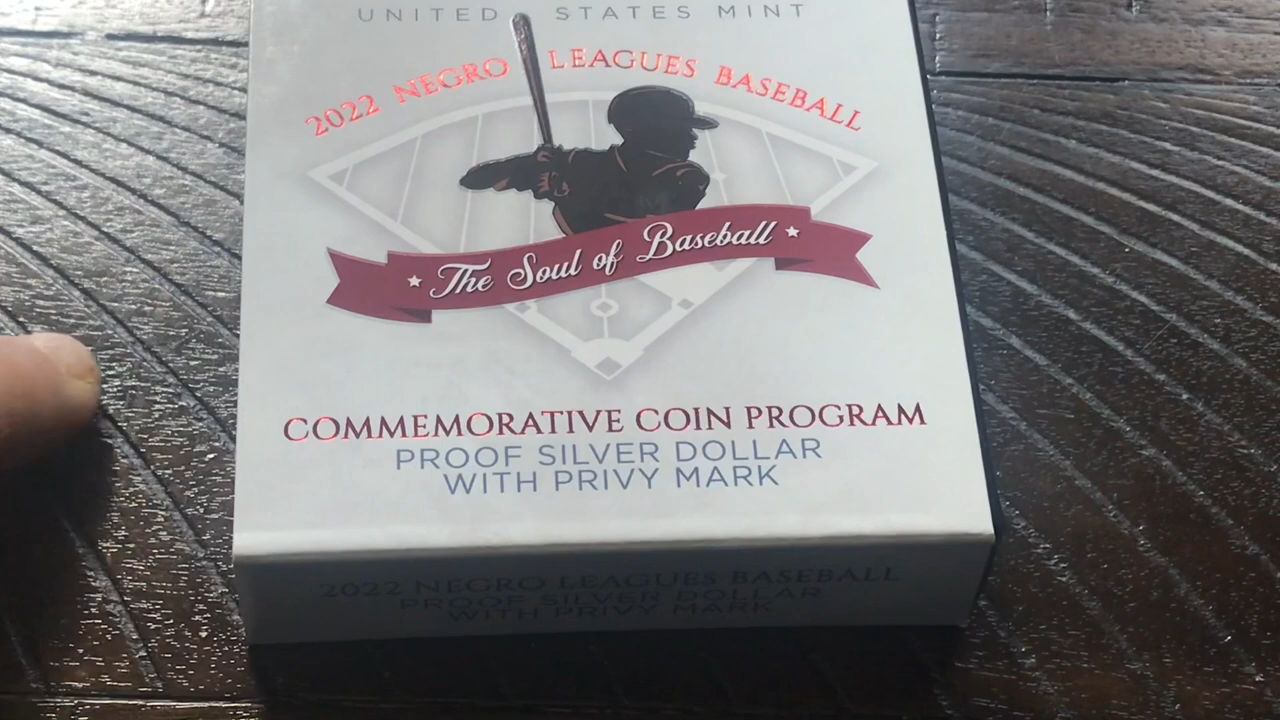 UNITED STATES MINT
2022 NEGRO LEAGUES BASEBALL
The Soul of Baseball
COMMEMORATIVE COIN PROGRAM
PROOF SILVER DOLLAR
WITH PRIVY MARK
2022 NEGRO LEAGUES BASEBALL
PROOF SILVER DOLLAR
WITH PRIVY MARK